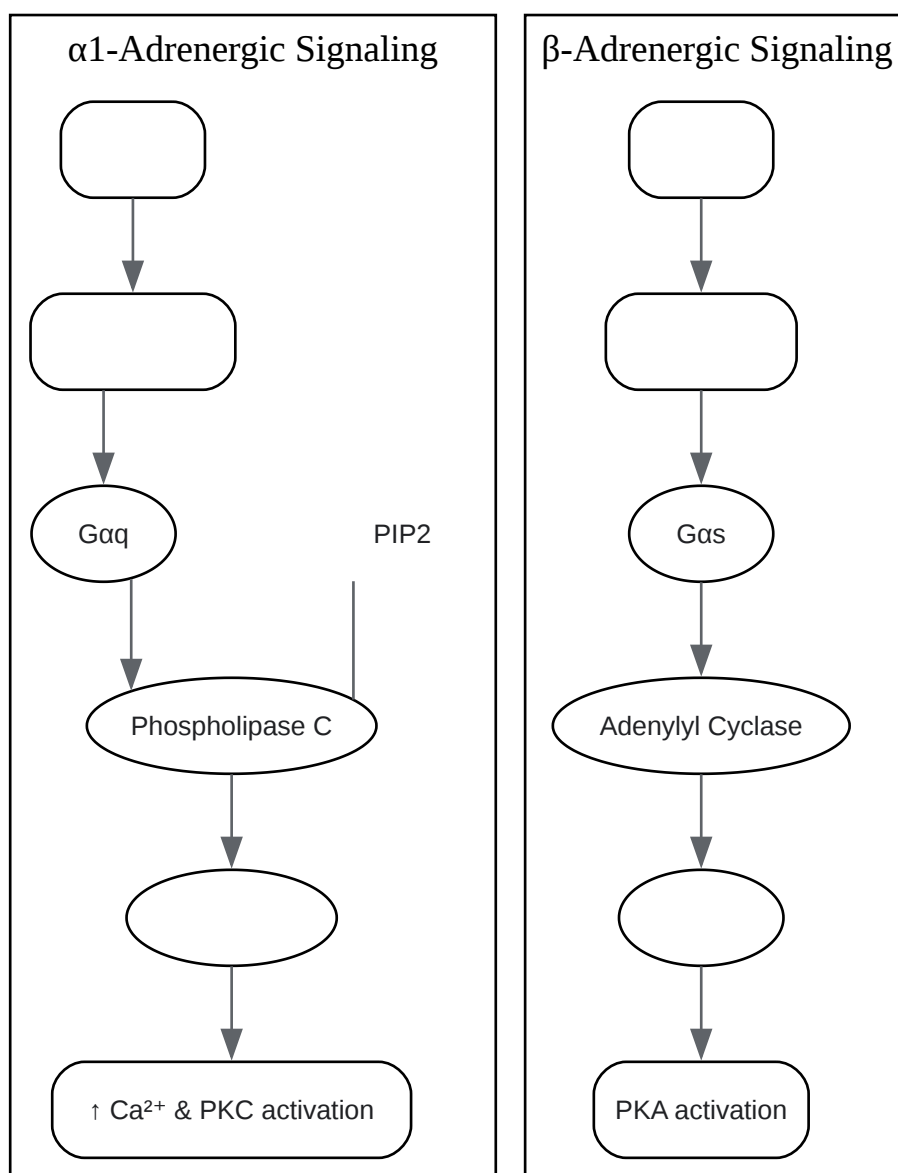 α1-Adrenergic Signaling
Gαq
PIP2
Phospholipase C
↑ Ca²⁺ & PKC activation
β-Adrenergic Signaling
Gαs
Adenylyl Cyclase
PKA activation